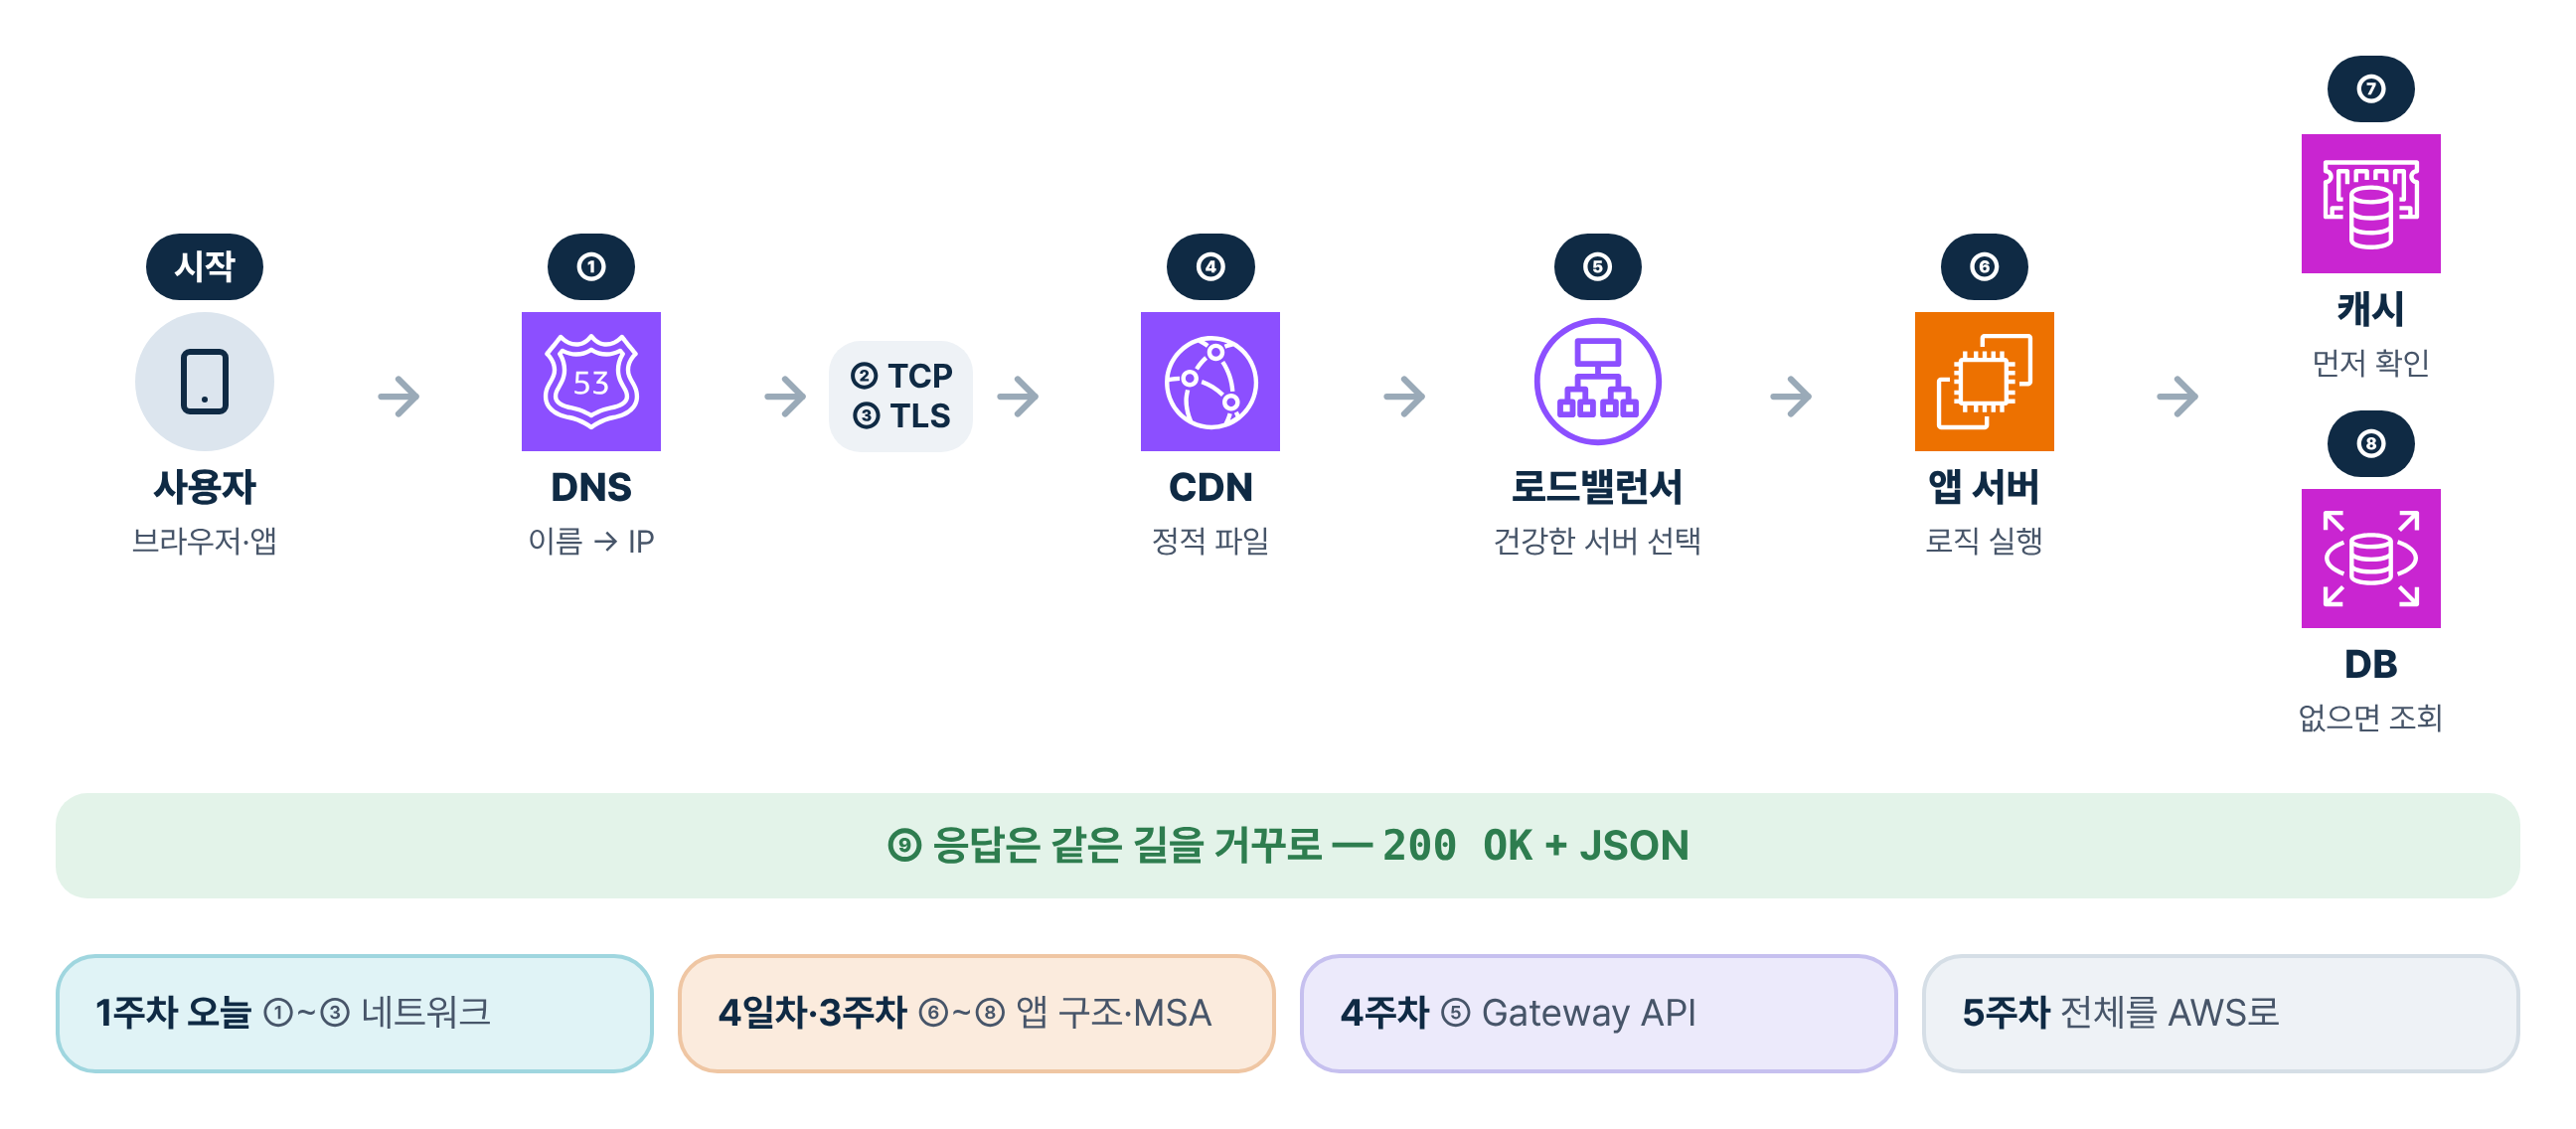 시작
사용자
브라우저·앱
①
53
DNS
이름 → IP
② TCP
③ TLS
④
CDN
정적 파일
⑤
로드밸런서
건강한 서버 선택
⑥
앱 서버
로직 실행
⑦
캐시
먼저 확인
⑧
DB
없으면 조회
⑨ 응답은 같은 길을 거꾸로 — 200 OK + JSON
1주차 오늘 ①~③ 네트워크
4일차·3주차 ⑥~⑧ 앱 구조·MSA
4주차 ⑤ Gateway API
5주차 전체를 AWS로